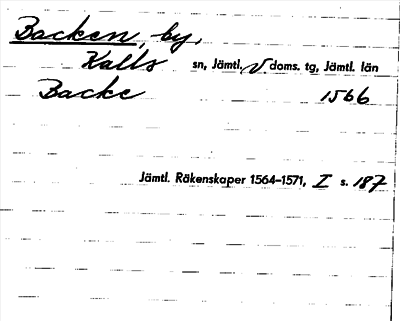 Backen, by,
Kalls sn, Jämtl. V doms. tg, Jämtl. län
Backe 1566
Jämtl. Räkenskaper 1564–1571, I s. 187